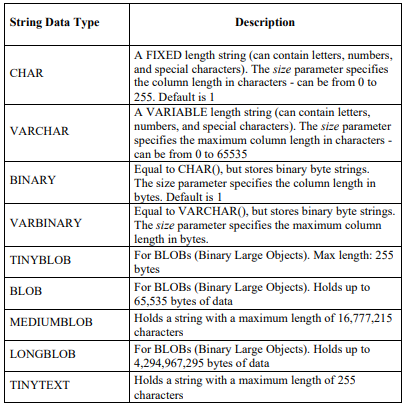 String Data Type
Description
CHAR
A FIXED length string (can contain letters, numbers,
and special characters). The size parameter specifies
the column length in characters - can be from 0 to
255. Default is 1
VARCHAR
A VARIABLE length string (can contain letters,
numbers, and special characters). The size parameter
specifies the maximum column length in characters -
can be from 0 to 65535
BINARY
Equal to CHAR(), but stores binary byte strings.
The size parameter specifies the column length in
bytes. Default is 1
VARBINARY
Equal to VARCHAR(), but stores binary byte strings.
The size parameter specifies the maximum column
length in bytes.
TINYBLOB
For BLOBs (Binary Large Objects). Max length: 255
bytes
BLOB
For BLOBs (Binary Large Objects). Holds up to
65,535 bytes of data
MEDIUMBLOB
Holds a string with a maximum length of 16,777,215
characters
LONGBLOB
For BLOBs (Binary Large Objects). Holds up to
4,294,967,295 bytes of data
TINYTEXT
Holds a string with a maximum length of 255
characters